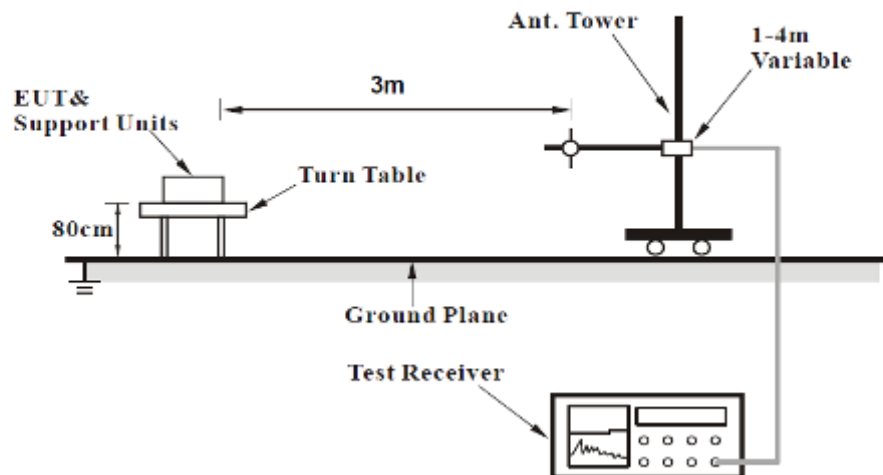 Ant. Tower
1-4m
Variable
3m
EUT&
Support Units
Turn Table
80cm
Ground Plane
Test Receiver